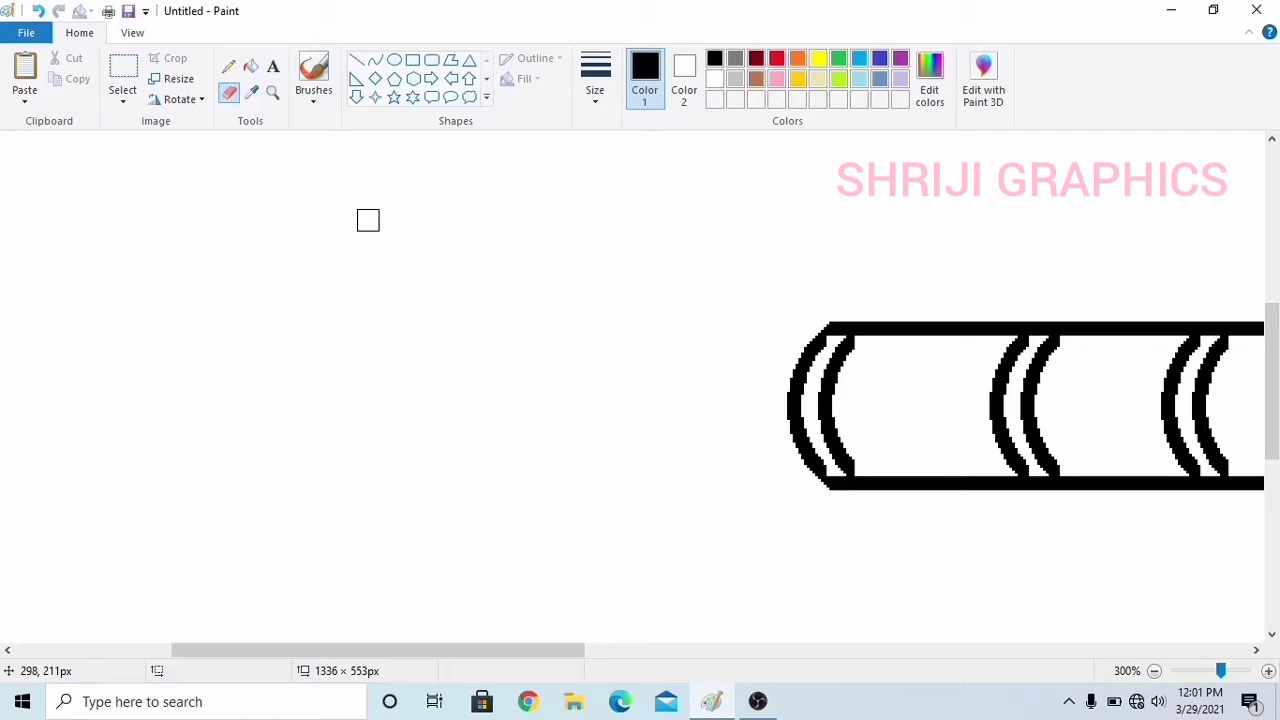 Untitled - Paint
File
Home
View
Paste
Cut
Copy
Clipboard
Select
Crop
Resize
Rotate
Image
A
Tools
Brushes
Outline
Fill
Shapes
Size
Color 1
Color 2
Edit colors
Colors
Edit with Paint 3D
SHRIJI GRAPHICS
298, 211px
1336 × 553px
300%
Type here to search
12:01 PM
3/29/2021
1